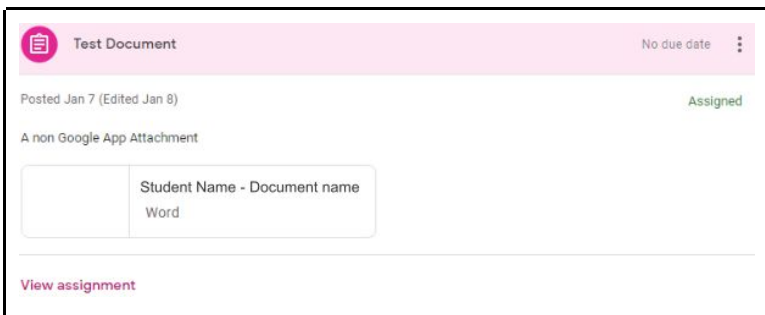 Test Document No due date
Posted Jan 7 (Edited Jan 8) Assigned
A non Google App Attachment
Student Name - Document name
Word
View assignment